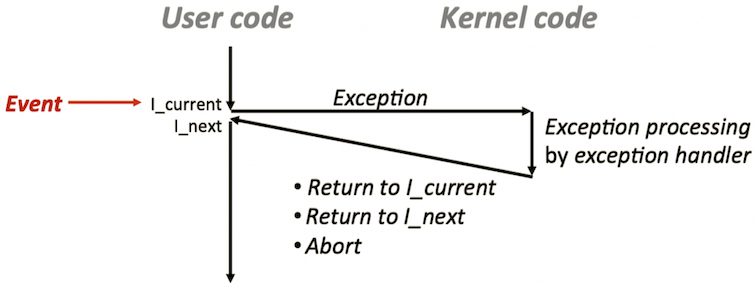 User code
Kernel code
Event
I_current
Exception
I_next
Exception processing
by exception handler
• Return to I_current
• Return to I_next
• Abort